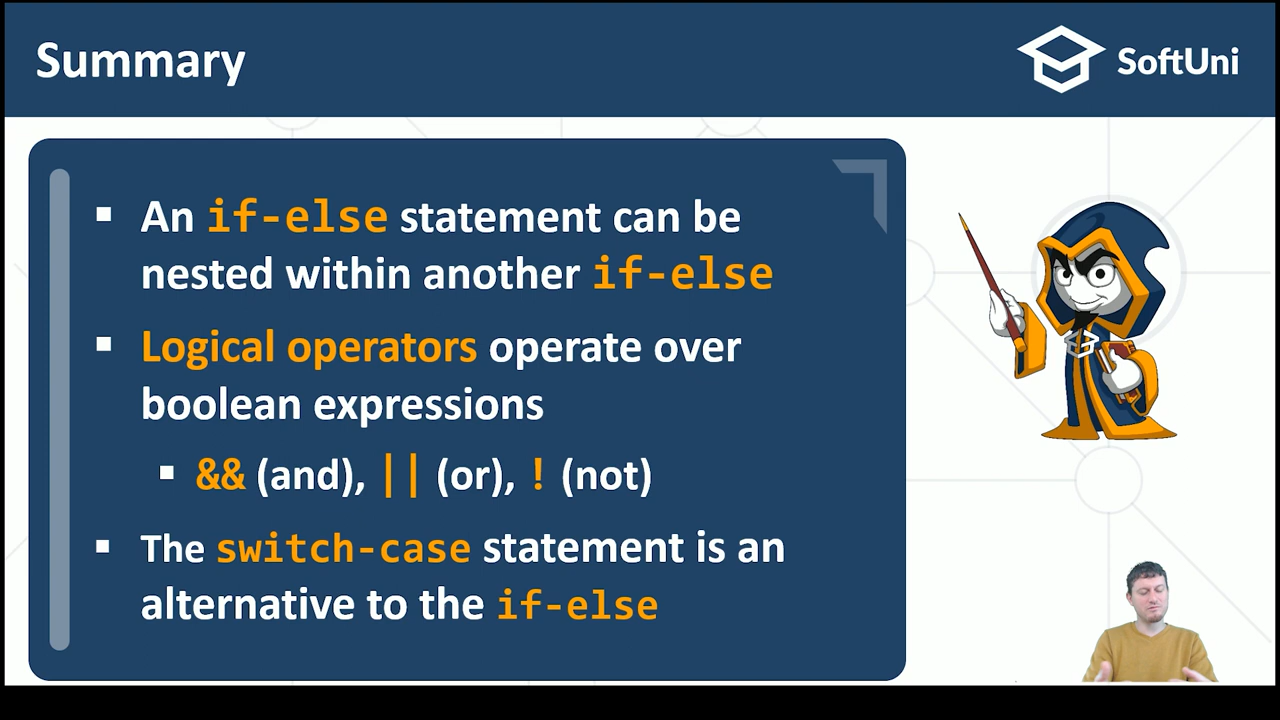 Summary
SoftUni
▪ An if-else statement can be
nested within another if-else
▪ Logical operators operate over
boolean expressions
▪ && (and), || (or), ! (not)
▪ The switch-case statement is an
alternative to the if-else